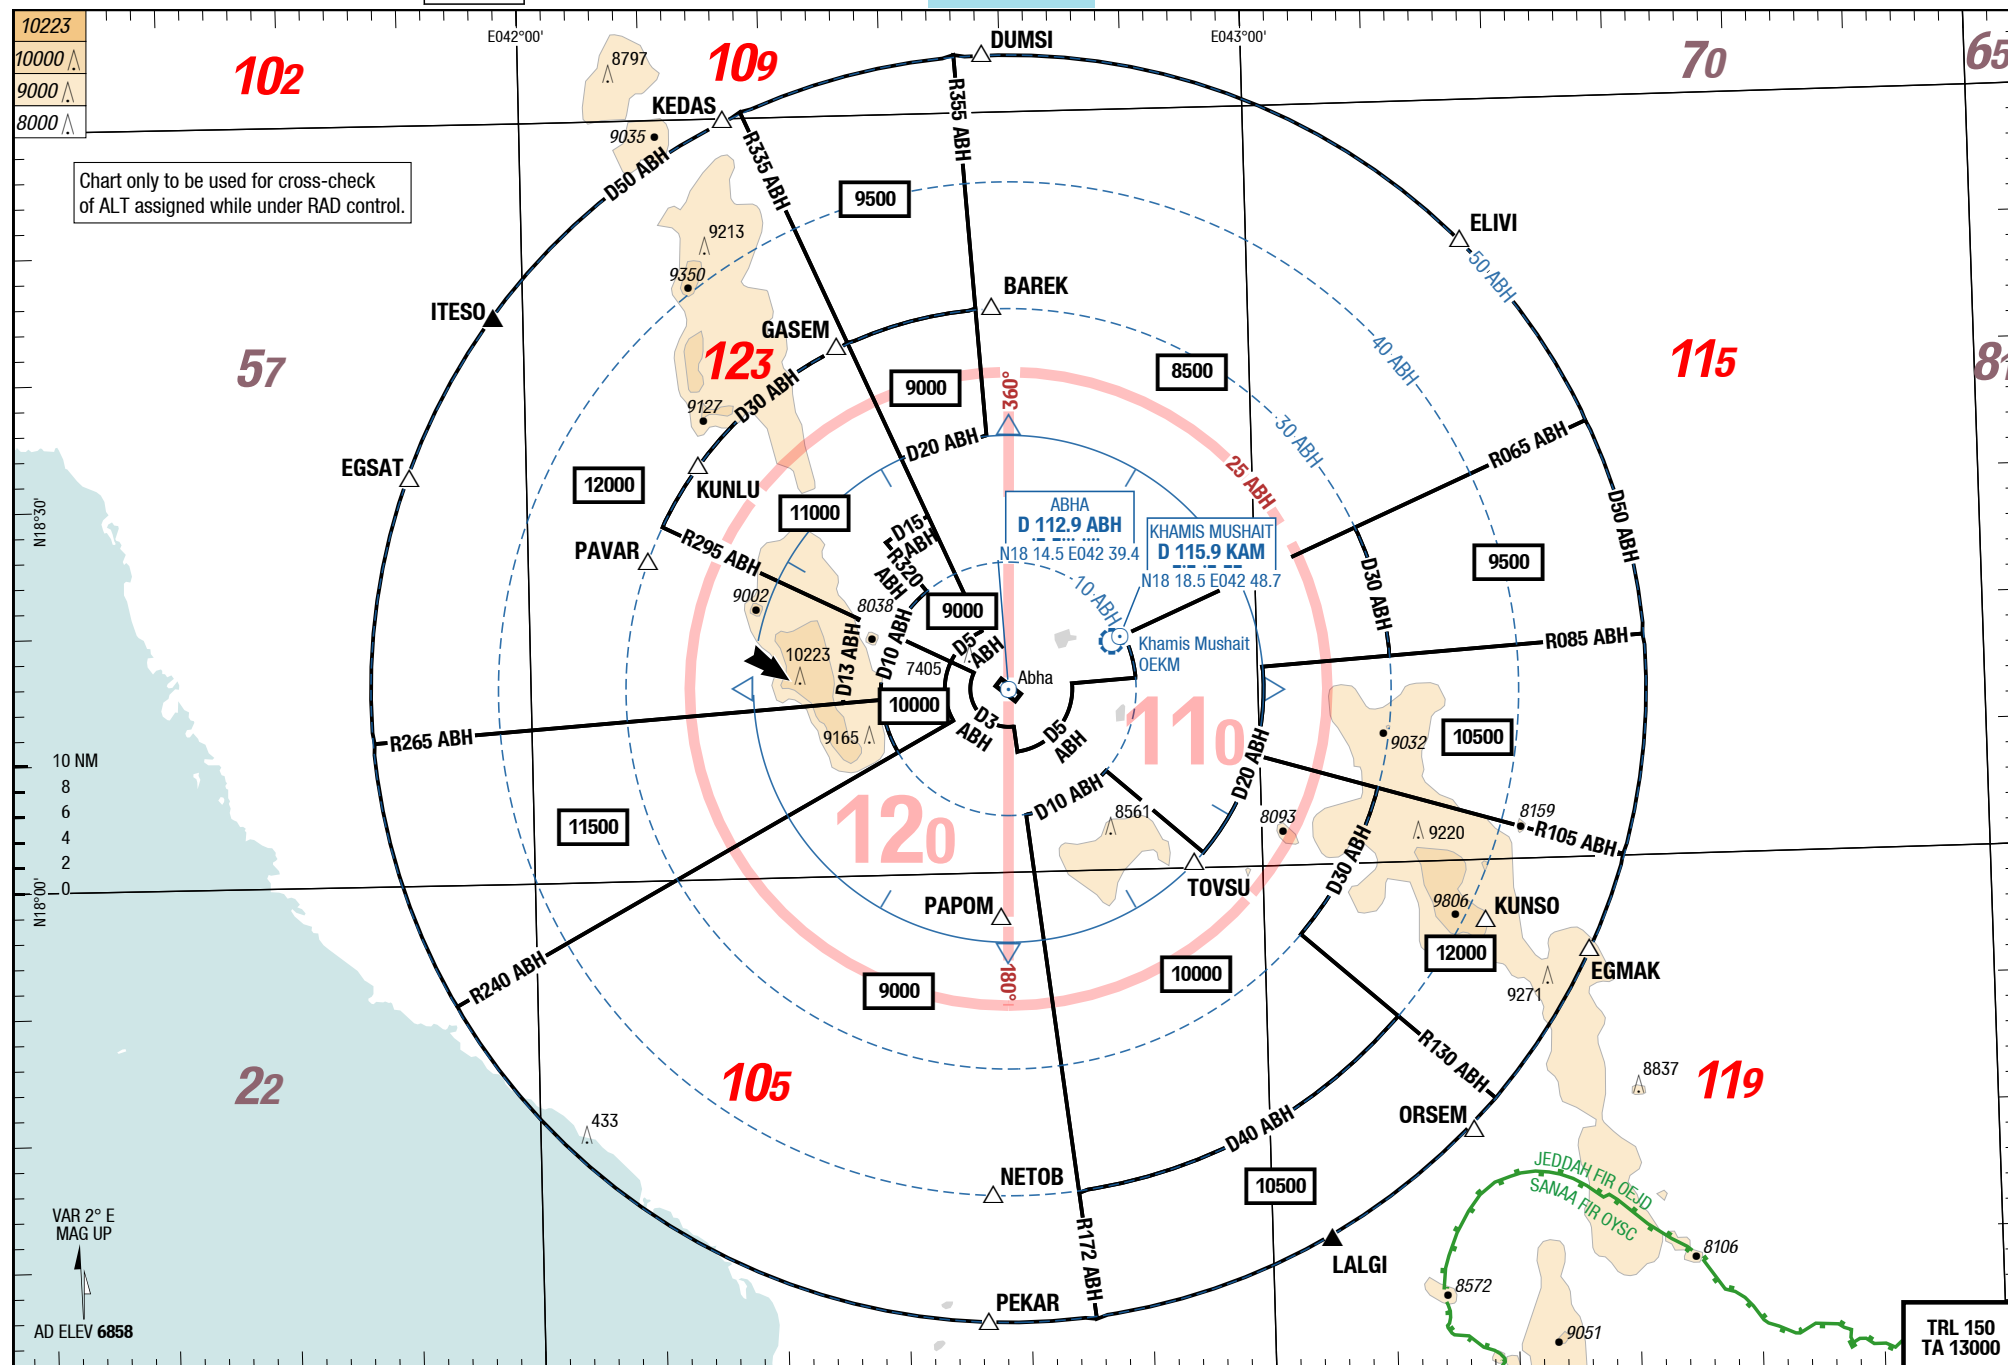 10223
10000
9000
8000
E042°00'
E043°00'
102
109
70
65
DUMSI
8797
KEDAS
9035
R355 ABH
R335 ABH
D50 ABH
Chart only to be used for cross-check
of ALT assigned while under RAD control.
9500
ELIVI
50 ABH
9213
9350
BAREK
ITESO
GASEM
57
123
115
81
40 ABH
8500
9000
360°
D30 ABH
9127
30 ABH
R065 ABH
D20 ABH
EGSAT
12000
KUNLU
25 ABH
11000
N18°30'
ABHA
D 112.9 ABH
N18 14.5 E042 39.4
KHAMIS MUSHAIT
D 115.9 KAM
N18 18.5 E042 48.7
D15
ABH
R320
ABH
D50 ABH
PAVAR
R295 ABH
9500
D30 ABH
10 ABH
9002
8038
9000
D5
ABH
Khamis Mushait
OEKM
R085 ABH
10223
D13 ABH
D10 ABH
7405
Abha
10000
D3
ABH
D5
ABH
110
R265 ABH
9165
9032
10500
D20 ABH
10 NM
8
6
4
2
0
D10 ABH
8561
8093
8159
11500
120
9220
R105 ABH
D30 ABH
TOVSU
N18°00'
PAPOM
9806
KUNSO
12000
R240 ABH
9000
180°
10000
EGMAK
9271
R130 ABH
22
105
8837
119
433
ORSEM
D40 ABH
JEDDAH FIR OEJD
SANAA FIR OYSC
NETOB
10500
VAR 2° E
MAG UP
R172 ABH
8106
LALGI
8572
PEKAR
AD ELEV 6858
9051
TRL 150
TA 13000